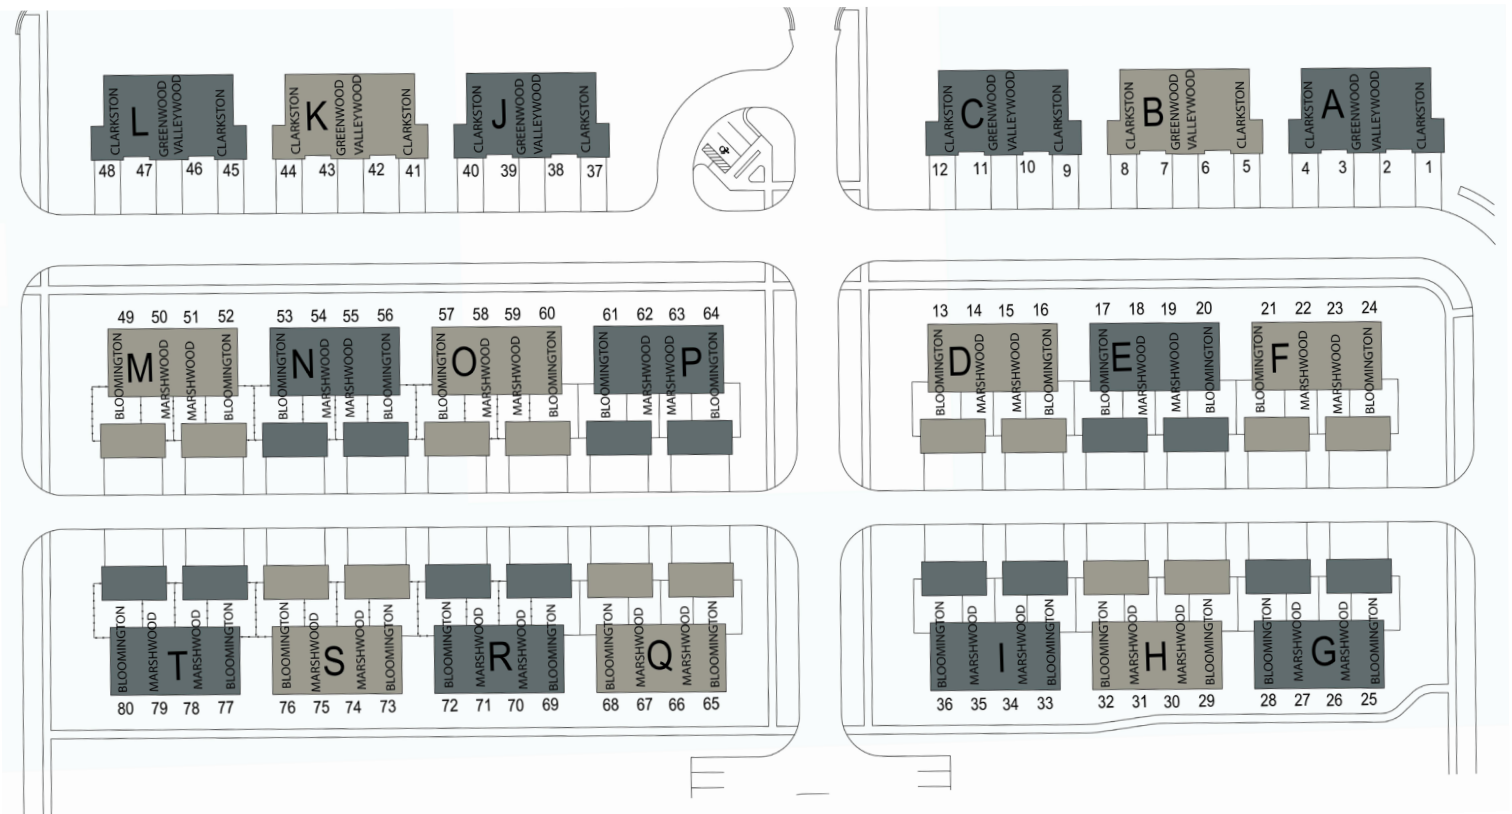 CLARKSTON L GREENWOOD VALLEYWOOD CLARKSTON
48 47 46 45
CLARKSTON K GREENWOOD VALLEYWOOD CLARKSTON
44 43 42 41
CLARKSTON J GREENWOOD VALLEYWOOD CLARKSTON
40 39 38 37
CLARKSTON C GREENWOOD VALLEYWOOD CLARKSTON
12 11 10 9
CLARKSTON B GREENWOOD VALLEYWOOD CLARKSTON
8 7 6 5
CLARKSTON A GREENWOOD VALLEYWOOD CLARKSTON
4 3 2 1
49 50 51 52
BLOOMINGTON M MARSHWOOD MARSHWOOD BLOOMINGTON
53 54 55 56
BLOOMINGTON N MARSHWOOD MARSHWOOD BLOOMINGTON
57 58 59 60
BLOOMINGTON O MARSHWOOD MARSHWOOD BLOOMINGTON
61 62 63 64
BLOOMINGTON MARSHWOOD MARSHWOOD P BLOOMINGTON
13 14 15 16
BLOOMINGTON D MARSHWOOD MARSHWOOD BLOOMINGTON
17 18 19 20
BLOOMINGTON E MARSHWOOD MARSHWOOD BLOOMINGTON
21 22 23 24
BLOOMINGTON F MARSHWOOD MARSHWOOD BLOOMINGTON
BLOOMINGTON MARSHWOOD T MARSHWOOD BLOOMINGTON
80 79 78 77
BLOOMINGTON MARSHWOOD S MARSHWOOD BLOOMINGTON
76 75 74 73
BLOOMINGTON MARSHWOOD R MARSHWOOD BLOOMINGTON
72 71 70 69
BLOOMINGTON MARSHWOOD Q MARSHWOOD BLOOMINGTON
68 67 66 65
BLOOMINGTON MARSHWOOD I MARSHWOOD BLOOMINGTON
36 35 34 33
BLOOMINGTON MARSHWOOD H MARSHWOOD BLOOMINGTON
32 31 30 29
BLOOMINGTON MARSHWOOD G MARSHWOOD BLOOMINGTON
28 27 26 25